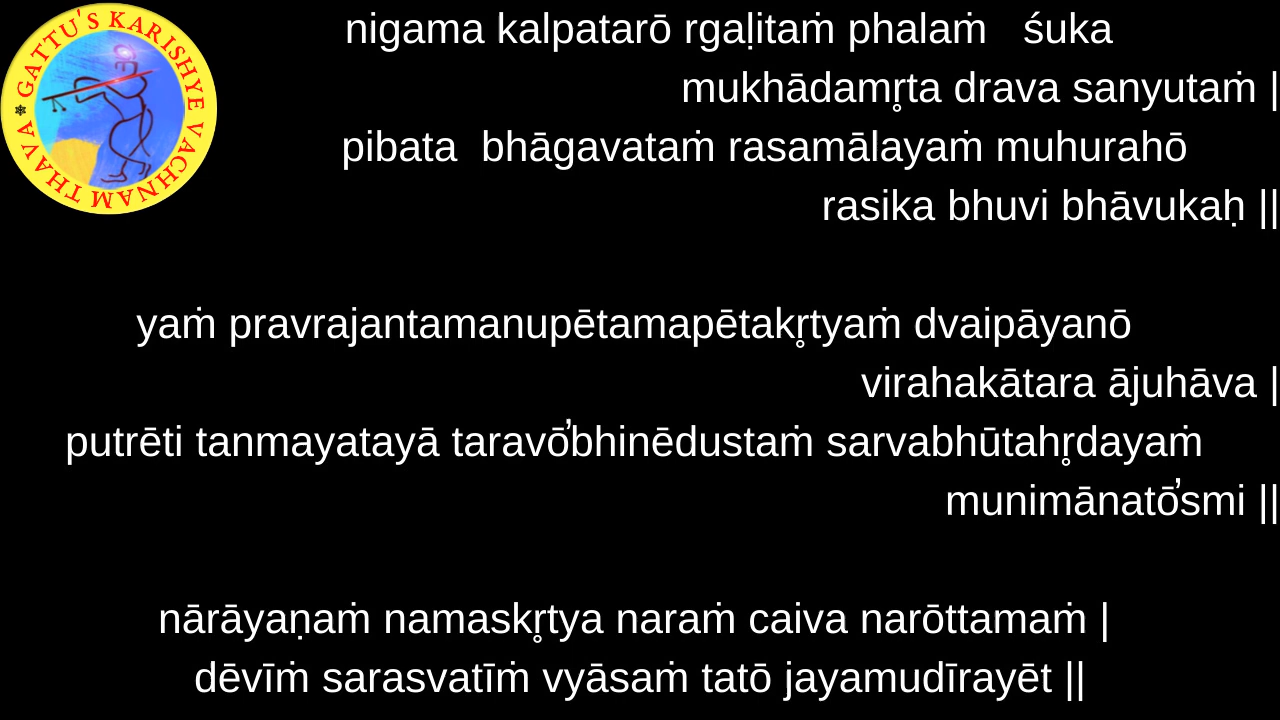 GATTU'S KARISHYE VACHNAM THAVA
nigama kalpatarō rgaḷitaṁ phalaṁ śuka
mukhādamr̥ta drava sanyutaṁ |
pibata bhāgavataṁ rasamālayaṁ muhurahō
rasika bhuvi bhāvukaḥ ||
yaṁ pravrajantamanupētamapētakr̥tyaṁ dvaipāyanō
virahakātara ājuhāva |
putrēti tanmayatayā taravō̕bhinēdustaṁ sarvabhūtahr̥dayaṁ
munimānatō̕smi ||
nārāyaṇaṁ namaskr̥tya naraṁ caiva narōttamaṁ |
dēvīṁ sarasvatīṁ vyāsaṁ tatō jayamudīrayēt ||